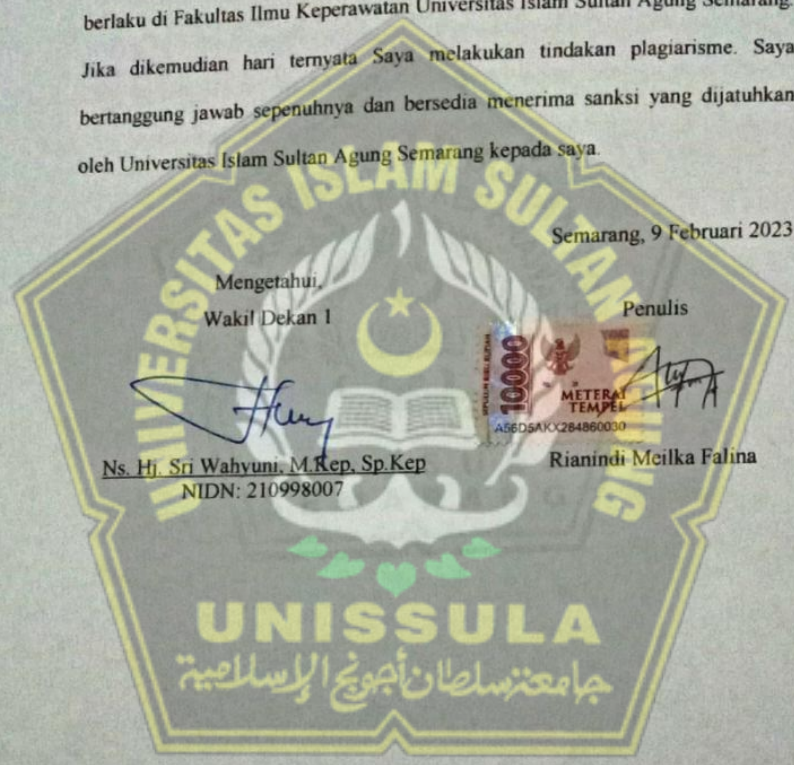 berlaku di Fakultas Ilmu Keperawatan Universitas Islam Sultan Agung Semarang.
Jika dikemudian hari ternyata Saya melakukan tindakan plagiarisme. Saya
bertanggung jawab sepenuhnya dan bersedia menerima sanksi yang dijatuhkan
oleh Universitas Islam Sultan Agung Semarang kepada saya.
Semarang, 9 Februari 2023
Mengetahui,
Wakil Dekan 1
Penulis
10000
METERAI
TEMPEL
A56D5AKX284860030
Ns. Hj. Sri Wahyuni, M.Kep, Sp.Kep
NIDN: 210998007
Rianindi Meilka Falina
UNIVERSITAS ISLAM SULTAN AGUNG
UNISSULA
جامعة سلطان أجونج الإسلامية